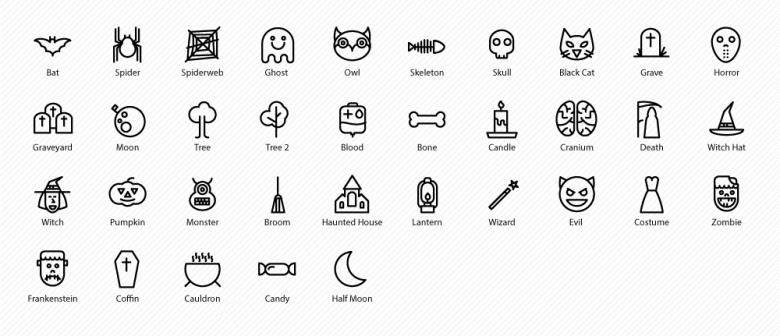 Bat Spider Spiderweb Ghost Owl Skeleton Skull Black Cat Grave Horror
Graveyard Moon Tree Tree 2 Blood Bone Candle Cranium Death Witch Hat
Witch Pumpkin Monster Broom Haunted House Lantern Wizard Evil Costume Zombie
Frankenstein Coffin Cauldron Candy Half Moon